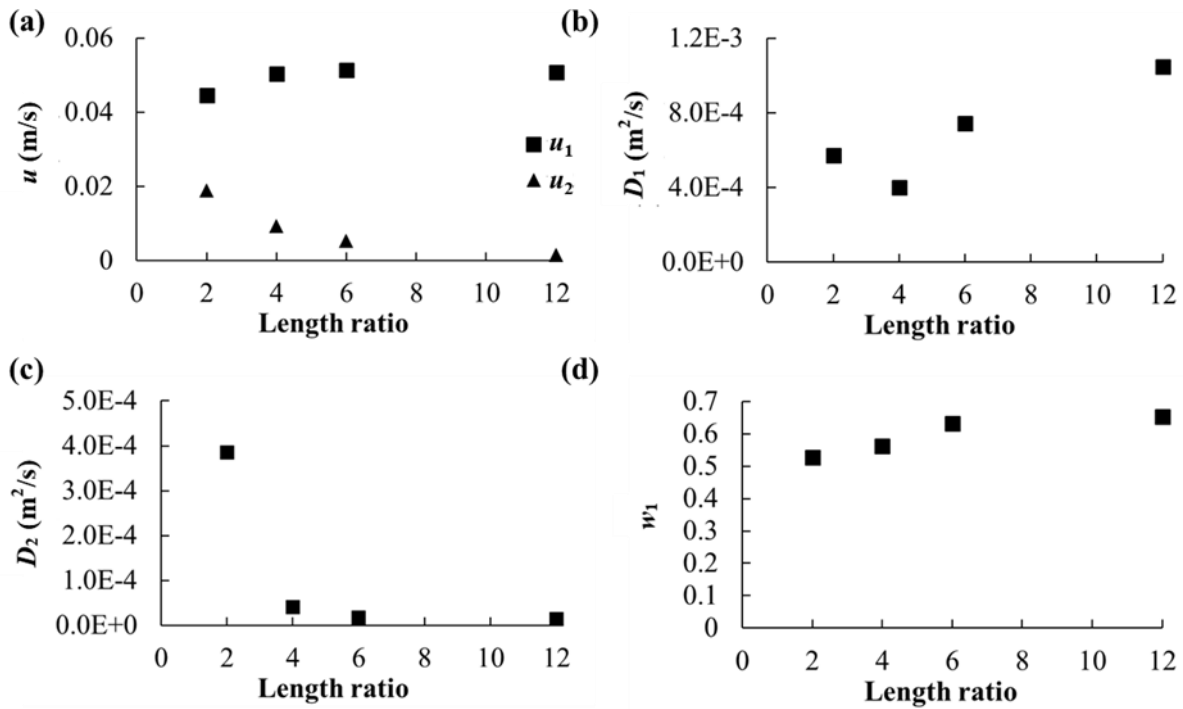 (a)
0.06
0.04
0.02
0
u (m/s)
u₁
u₂
0 2 4 6 8 10 12
Length ratio
(b)
1.2E-3
8.0E-4
4.0E-4
0.0E+0
D₁ (m²/s)
0 2 4 6 8 10 12
Length ratio
(c)
5.0E-4
4.0E-4
3.0E-4
2.0E-4
1.0E-4
0.0E+0
D₂ (m²/s)
0 2 4 6 8 10 12
Length ratio
(d)
0.7
0.6
0.5
0.4
0.3
0.2
0.1
0
w₁
0 2 4 6 8 10 12
Length ratio